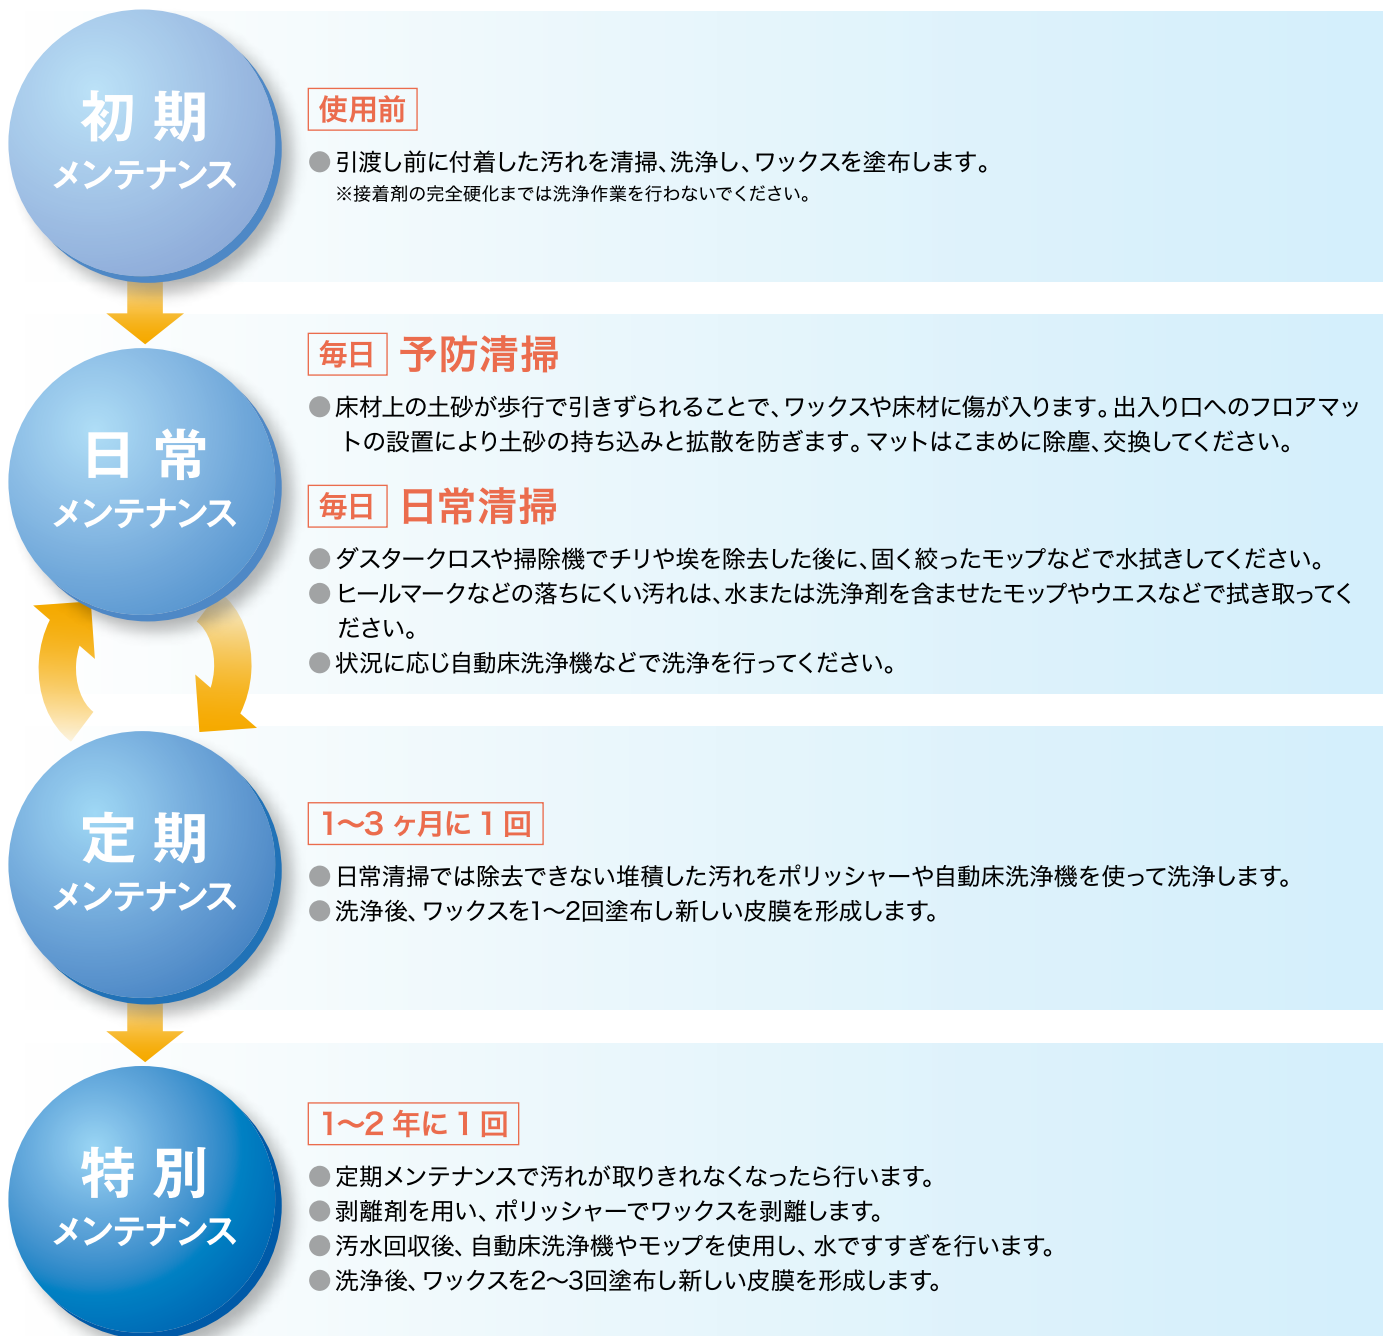 初期
メンテナンス
使用前
●引渡し前に付着した汚れを清掃、洗浄し、ワックスを塗布します。
※接着剤の完全硬化までは洗浄作業を行わないでください。
日常
メンテナンス
毎日 予防清掃
●床材上の土砂が歩行で引きずられることで、ワックスや床材に傷が入ります。出入り口へのフロアマッ
トの設置により土砂の持ち込みと拡散を防ぎます。マットはこまめに除塵、交換してください。
毎日 日常清掃
●ダスタークロスや掃除機でチリや埃を除去した後に、固く絞ったモップなどで水拭きしてください。
●ヒールマークなどの落ちにくい汚れは、水または洗浄剤を含ませたモップやウエスなどで拭き取ってく
ださい。
●状況に応じ自動床洗浄機などで洗浄を行ってください。
定期
メンテナンス
1〜3ヶ月に1回
●日常清掃では除去できない堆積した汚れをポリッシャーや自動床洗浄機を使って洗浄します。
●洗浄後、ワックスを1〜2回塗布し新しい皮膜を形成します。
特別
メンテナンス
1〜2年に1回
●定期メンテナンスで汚れが取りきれなくなったら行います。
●剥離剤を用い、ポリッシャーでワックスを剥離します。
●汚水回収後、自動床洗浄機やモップを使用し、水ですすぎを行います。
●洗浄後、ワックスを2〜3回塗布し新しい皮膜を形成します。